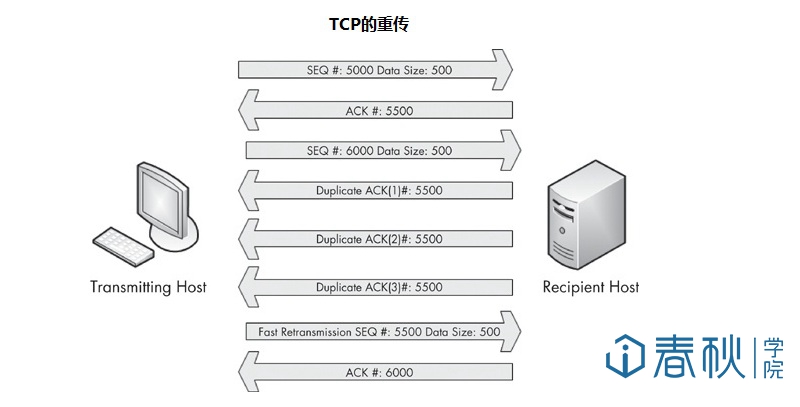 TCP的重传
SEQ #: 5000 Data Size: 500
ACK #: 5500
SEQ #: 6000 Data Size: 500
Duplicate ACK(1)#: 5500
Duplicate ACK(2)#: 5500
Duplicate ACK(3)#: 5500
Transmitting Host
Recipient Host
Fast Retransmission SEQ #: 5500 Data Size: 500
ACK #: 6000
春秋学院